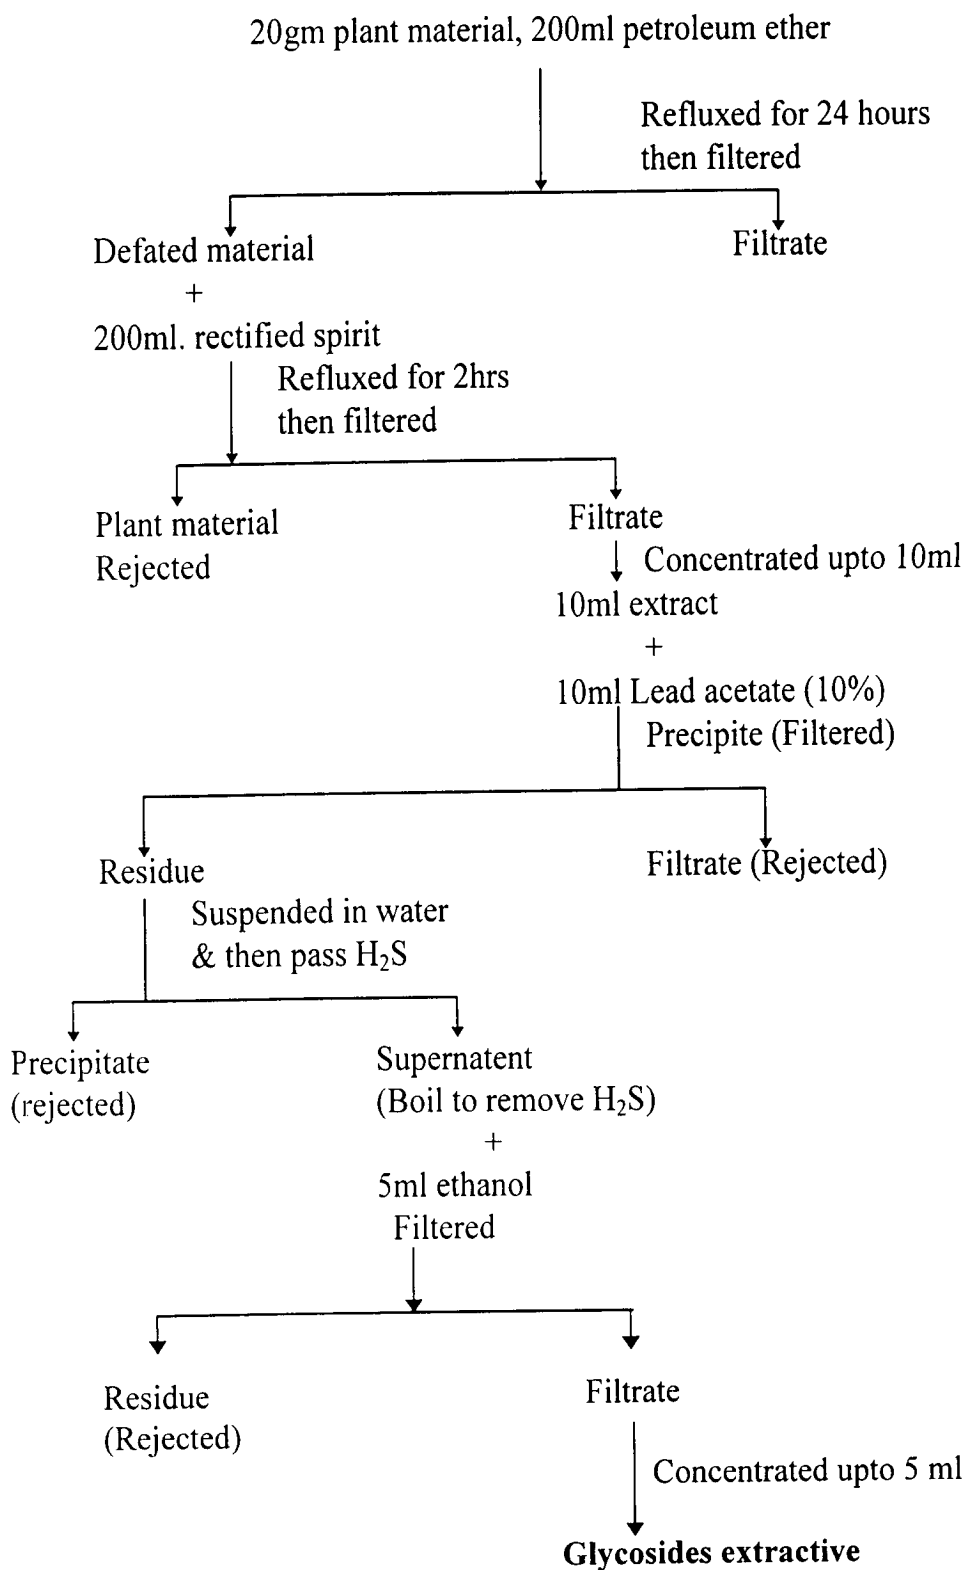 20gm plant material, 200ml petroleum ether
Refluxed for 24 hours
then filtered
Defated material
Filtrate
+
200ml. rectified spirit
Refluxed for 2hrs
then filtered
Plant material
Rejected
Filtrate
Concentrated upto 10ml
10ml extract
+
10ml Lead acetate (10%)
Precipite (Filtered)
Residue
Filtrate (Rejected)
Suspended in water
& then pass H₂S
Precipitate
(rejected)
Supernatent
(Boil to remove H₂S)
+
5ml ethanol
Filtered
Residue
(Rejected)
Filtrate
Concentrated upto 5 ml
Glycosides extractive